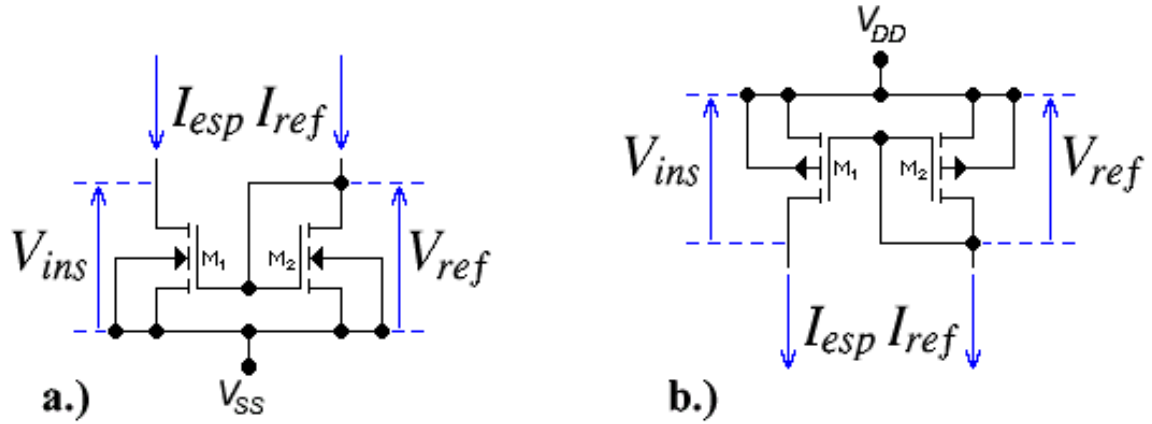 I_esp I_ref
V_ins
M₁
M₂
V_ref
V_SS
a.)
V_DD
V_ins
M₁
M₂
V_ref
I_esp I_ref
b.)